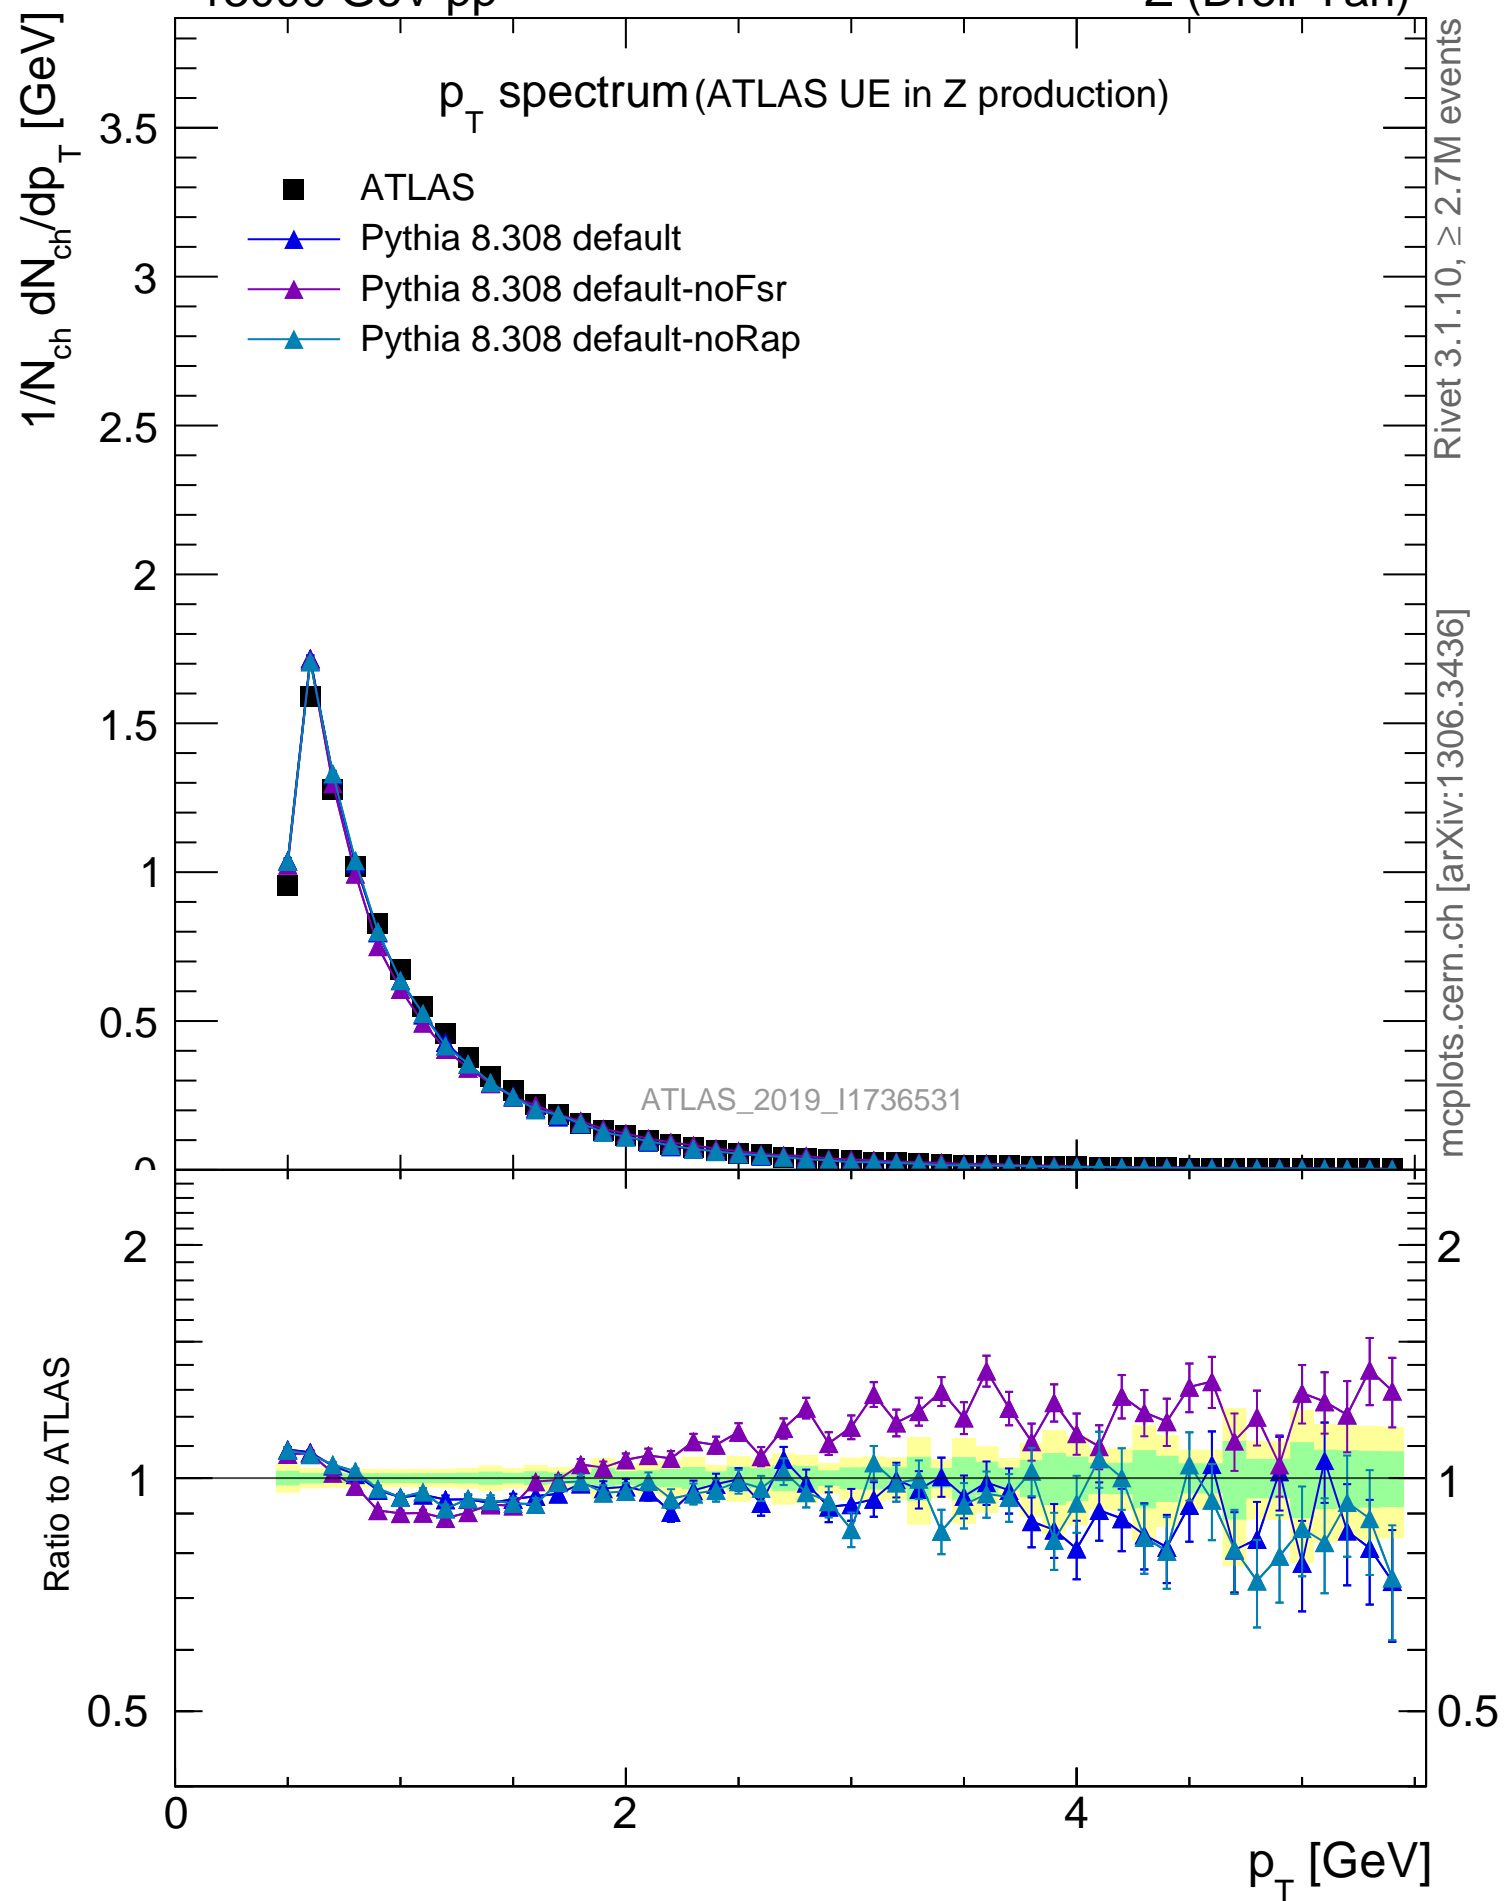 1/N_ch dN_ch/dp_T [GeV]
p_T spectrum (ATLAS UE in Z production)
ATLAS
Pythia 8.308 default
Pythia 8.308 default-noFsr
Pythia 8.308 default-noRap
3.5
3
2.5
2
1.5
1
0.5
0
ATLAS_2019_I1736531
Rivet 3.1.10, ≥ 2.7M events
mcplots.cern.ch [arXiv:1306.3436]
Ratio to ATLAS
2
2
1
1
0.5
0.5
0
2
4
p_T [GeV]